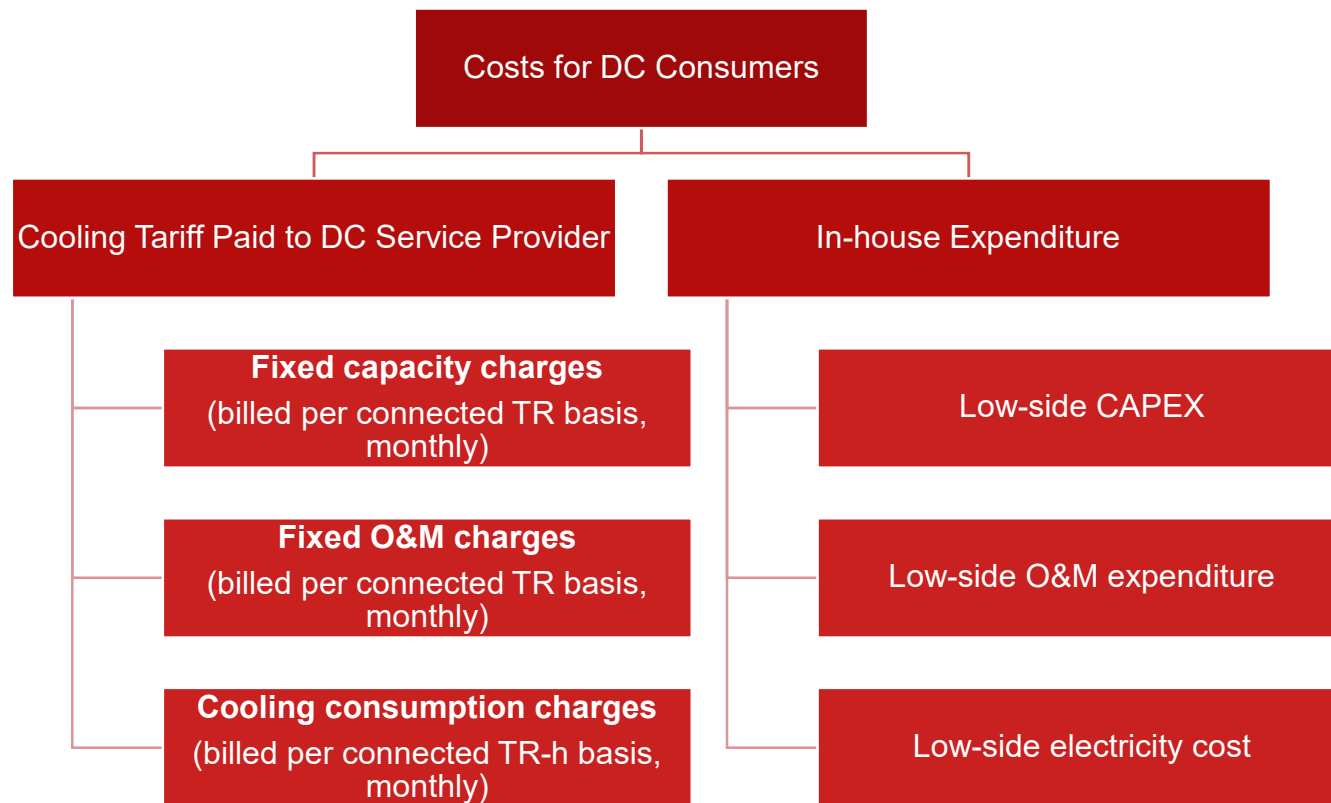 Costs for DC Consumers
Cooling Tariff Paid to DC Service Provider
In-house Expenditure
Fixed capacity charges
(billed per connected TR basis,
monthly)
Low-side CAPEX
Fixed O&M charges
(billed per connected TR basis,
monthly)
Low-side O&M expenditure
Cooling consumption charges
(billed per connected TR-h basis,
monthly)
Low-side electricity cost